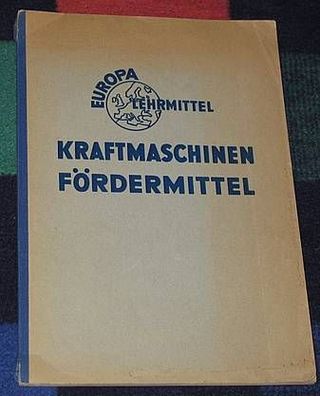 EUROPA
LEHRMITTEL
KRAFTMASCHINEN
FÖRDERMITTEL